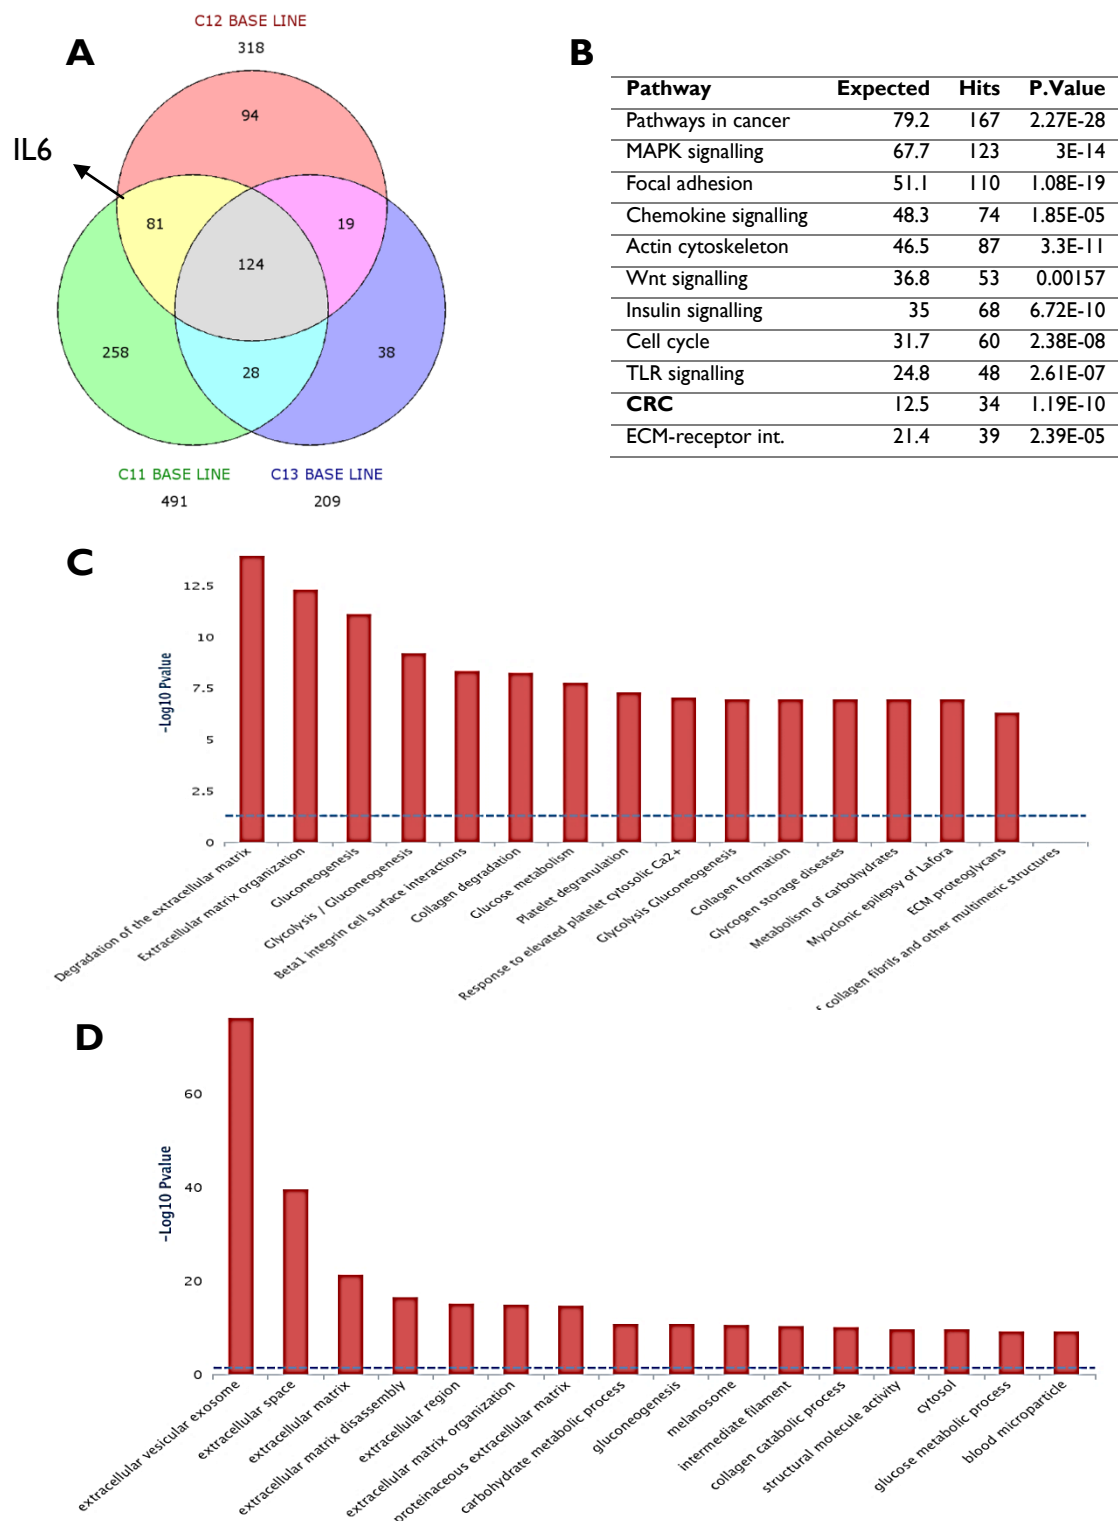 C12 BASE LINE
318
A
94
IL6
81
19
124
258
28
38
C11 BASE LINE
C13 BASE LINE
491
209
B
Pathway Expected Hits P.Value
Pathways in cancer 79.2 167 2.27E-28
MAPK signalling 67.7 123 3E-14
Focal adhesion 51.1 110 1.08E-19
Chemokine signalling 48.3 74 1.85E-05
Actin cytoskeleton 46.5 87 3.3E-11
Wnt signalling 36.8 53 0.00157
Insulin signalling 35 68 6.72E-10
Cell cycle 31.7 60 2.38E-08
TLR signalling 24.8 48 2.61E-07
CRC 12.5 34 1.19E-10
ECM-receptor int. 21.4 39 2.39E-05
C
-Log10 Pvalue
12.5
10
7.5
5
2.5
0
Degradation of the extracellular matrix
Extracellular matrix organization
Gluconeogenesis
Glycolysis / Gluconeogenesis
Beta1 integrin cell surface interactions
Collagen degradation
Glucose metabolism
Platelet degranulation
Response to elevated platelet cytosolic Ca2+
Glycolysis Gluconeogenesis
Collagen formation
Glycogen storage diseases
Metabolism of carbohydrates
Myoclonic epilepsy of Lafora
ECM proteoglycans
collagen fibrils and other multimeric structures
D
-Log10 Pvalue
60
40
20
0
extracellular vesicular exosome
extracellular space
extracellular matrix
extracellular matrix disassembly
extracellular region
extracellular matrix organization
proteinaceous extracellular matrix
carbohydrate metabolic process
gluconeogenesis
melanosome
intermediate filament
collagen catabolic process
structural molecule activity
cytosol
glucose metabolic process
blood microparticle